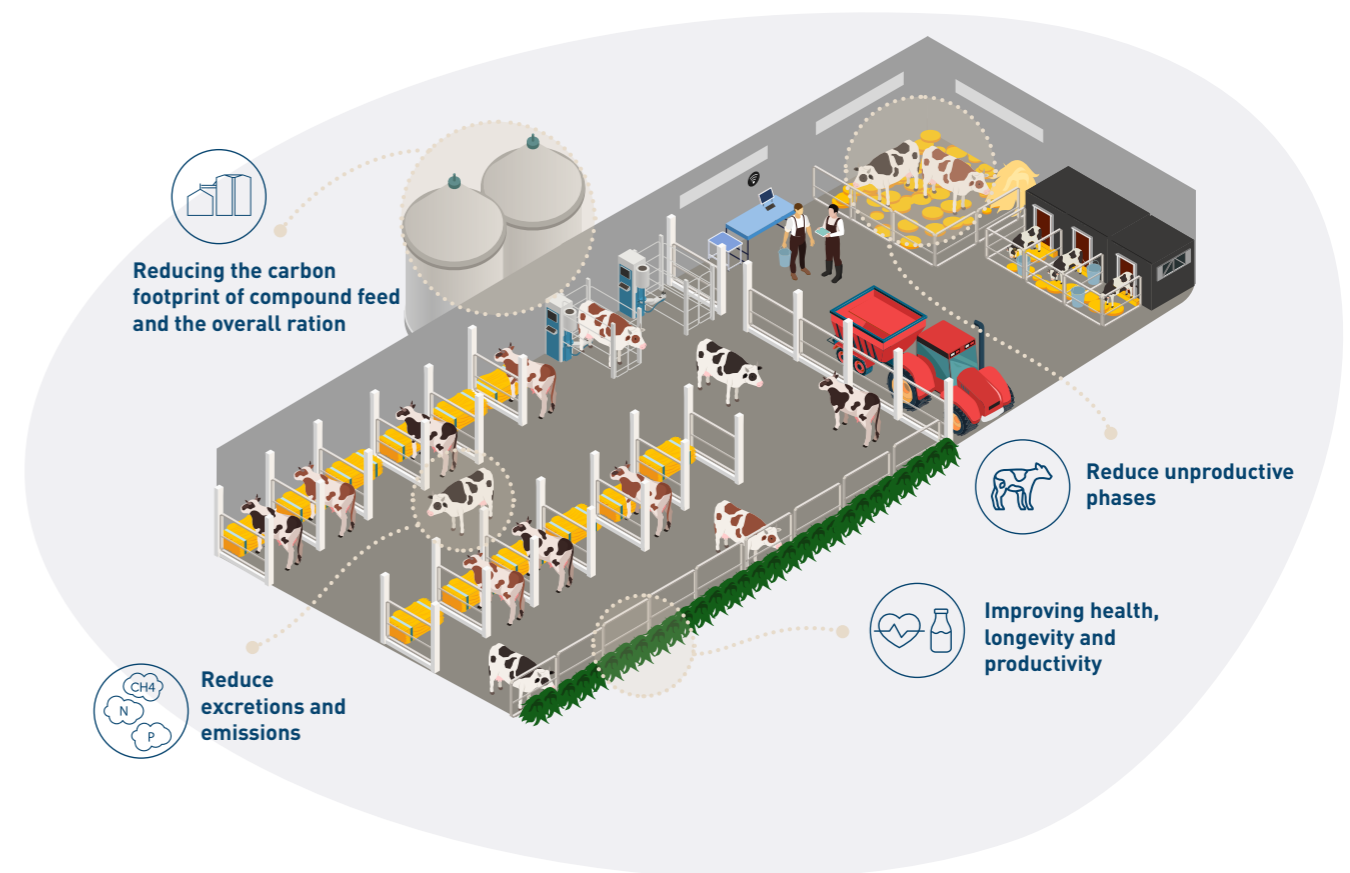 Reducing the carbon
footprint of compound feed
and the overall ration
Reduce unproductive
phases
Improving health,
longevity and
productivity
Reduce
excretions and
emissions
CH4
N
P